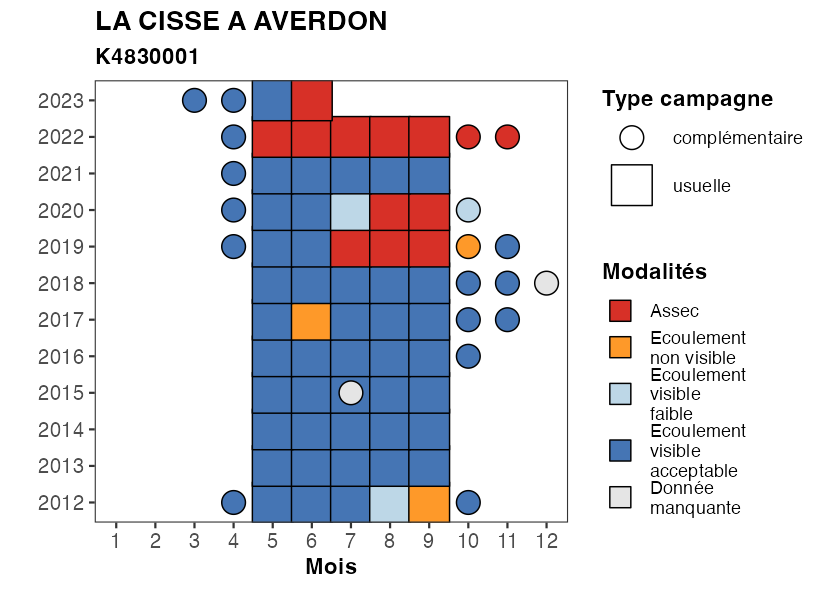 LA CISSE A AVERDON
K4830001
2023
2022
2021
2020
2019
2018
2017
2016
2015
2014
2013
2012
1 2 3 4 5 6 7 8 9 10 11 12
Mois
Type campagne
complémentaire
usuelle
Modalités
Assec
Ecoulement
non visible
Ecoulement
visible
faible
Ecoulement
visible
acceptable
Donnée
manquante